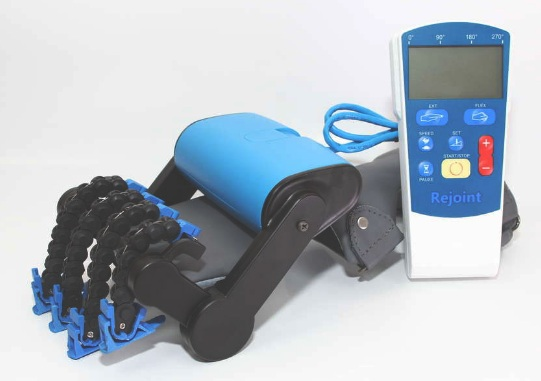 0° 90° 180° 270°
EXT FLEX
SPEED SET +
START/STOP
PAUSE −
Rejoint